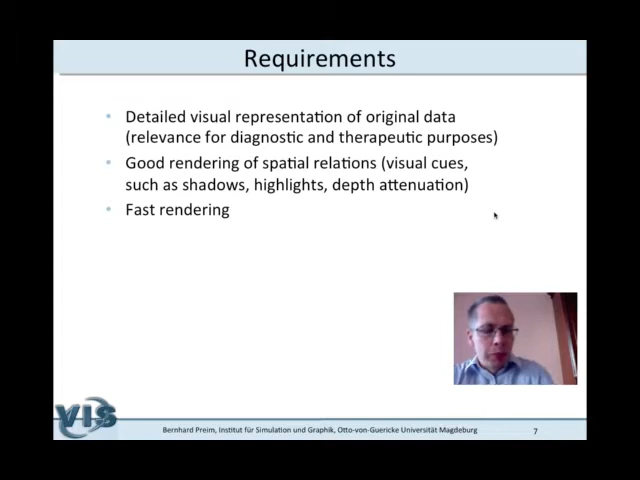 Requirements
• Detailed visual representation of original data
(relevance for diagnostic and therapeutic purposes)
• Good rendering of spatial relations (visual cues,
such as shadows, highlights, depth attenuation)
• Fast rendering
VIS
Bernhard Preim, Institut für Simulation und Graphik, Otto-von-Guericke Universität Magdeburg
7